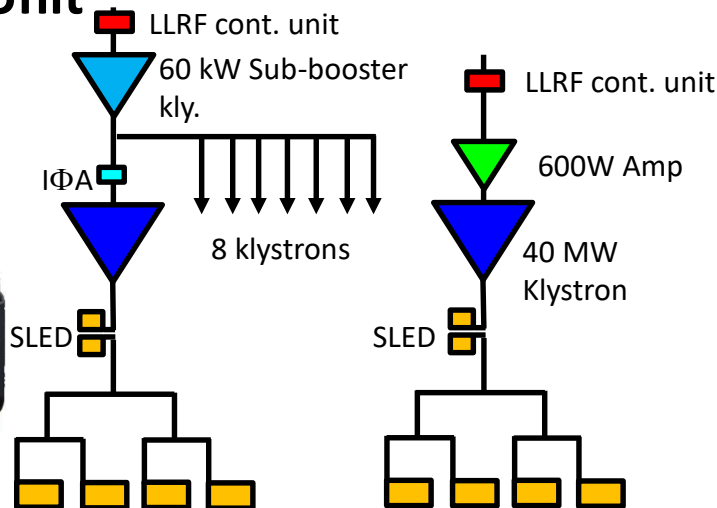 LLRF cont. unit
60 kW Sub-booster
kly.
IΦA
8 klystrons
SLED
LLRF cont. unit
600W Amp
40 MW
Klystron
SLED